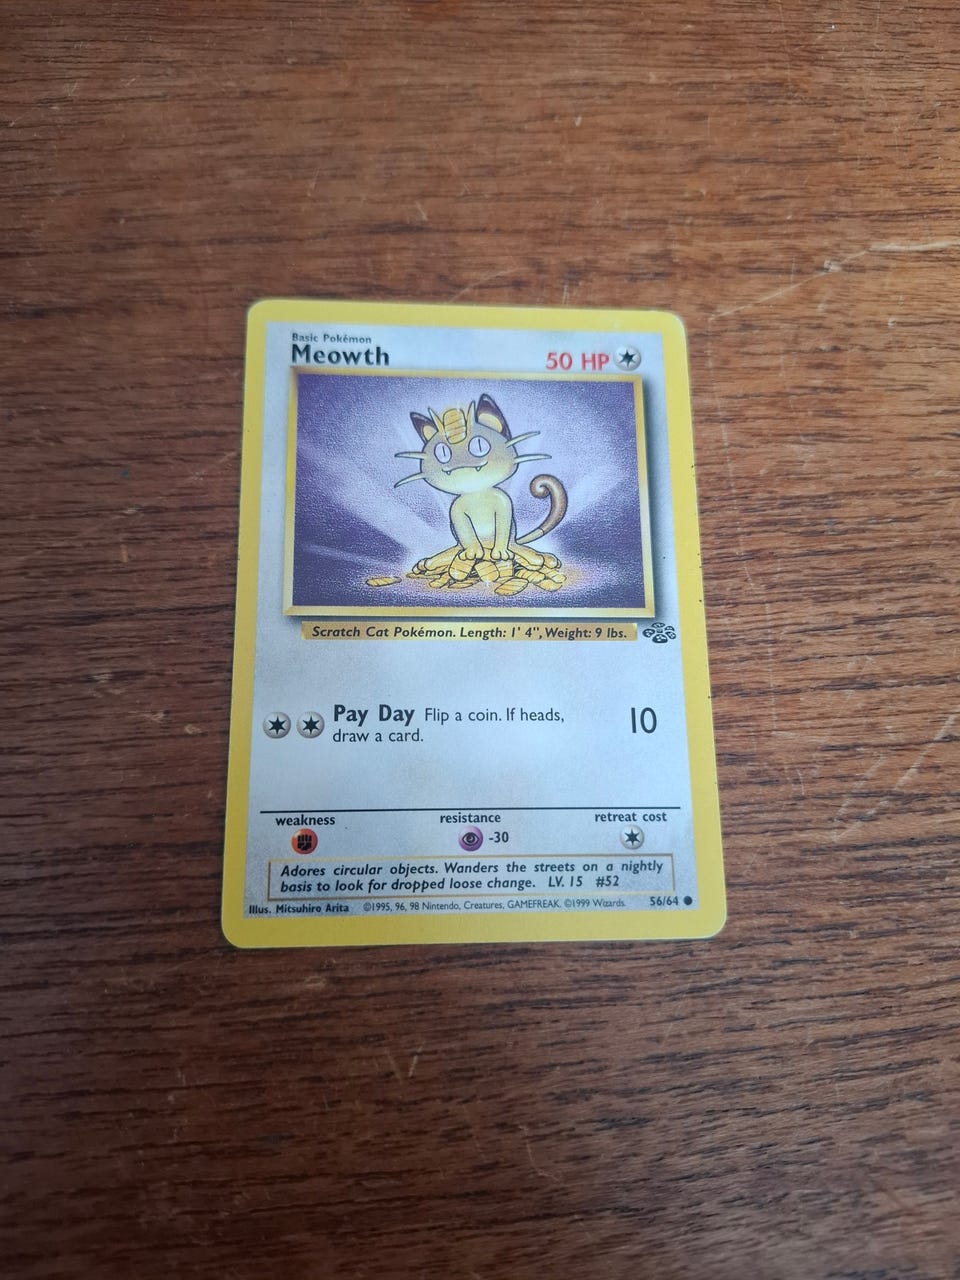 Basic Pokémon
Meowth
50 HP
Scratch Cat Pokémon. Length: 1' 4", Weight: 9 lbs.
Pay Day Flip a coin. If heads,
draw a card.
10
weakness
resistance
retreat cost
-30
Adores circular objects. Wanders the streets on a nightly
basis to look for dropped loose change. LV. 15 #52
Illus. Mitsuhiro Arita ©1995, 96, 98 Nintendo, Creatures, GAMEFREAK. ©1999 Wizards. 56/64